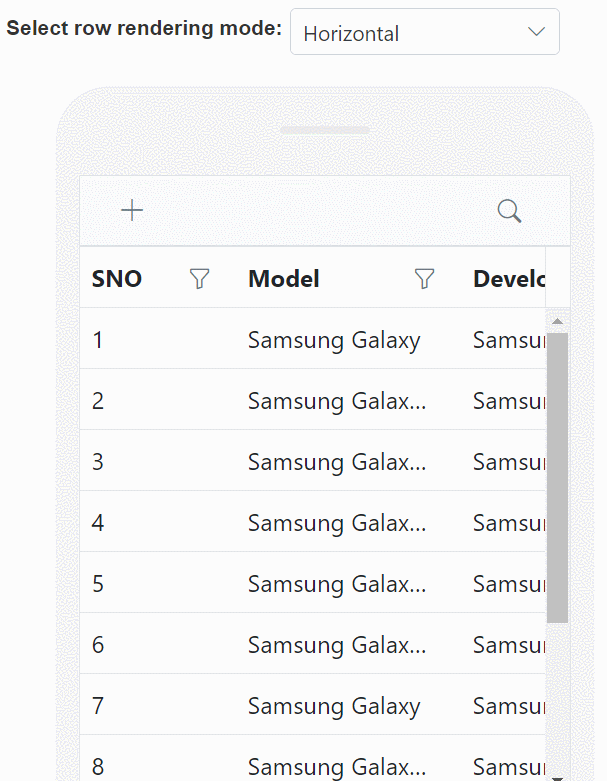 Select row rendering mode: Horizontal
SNO Model Develo
1 Samsung Galaxy Samsu
2 Samsung Galax... Samsu
3 Samsung Galax... Samsu
4 Samsung Galax... Samsu
5 Samsung Galax... Samsu
6 Samsung Galax... Samsu
7 Samsung Galaxy Samsu
8 Samsung Galax... Samsu